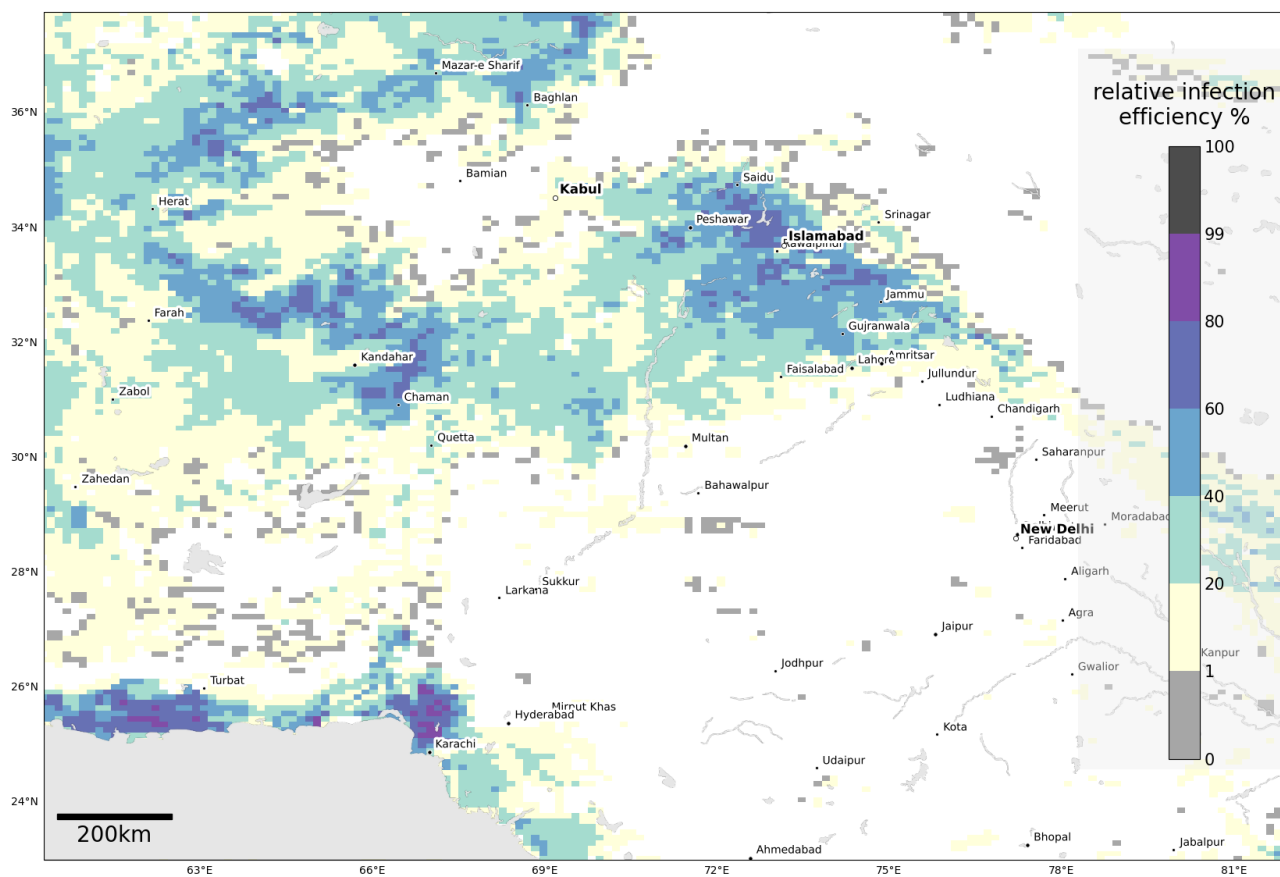 relative infection
efficiency %
100
99
80
60
40
20
1
0
36°N
34°N
32°N
30°N
28°N
26°N
24°N
63°E
66°E
69°E
72°E
75°E
78°E
81°E
200km
Mazar-e Sharif
Baghlan
Bamian
Kabul
Saidu
Herat
Peshawar
Srinagar
Islamabad
Jammu
Farah
Gujranwala
Kandahar
Lahore
Amritsar
Faisalabad
Jullundur
Zabol
Chaman
Ludhiana
Chandigarh
Quetta
Multan
Saharanpur
Zahedan
Bahawalpur
Meerut
Moradabad
New Delhi
Faridabad
Sukkur
Larkana
Aligarh
Agra
Jaipur
Kanpur
Jodhpur
Gwalior
Turbat
Hyderabad
Khas
Kota
Karachi
Udaipur
Bhopal
Jabalpur
Ahmedabad